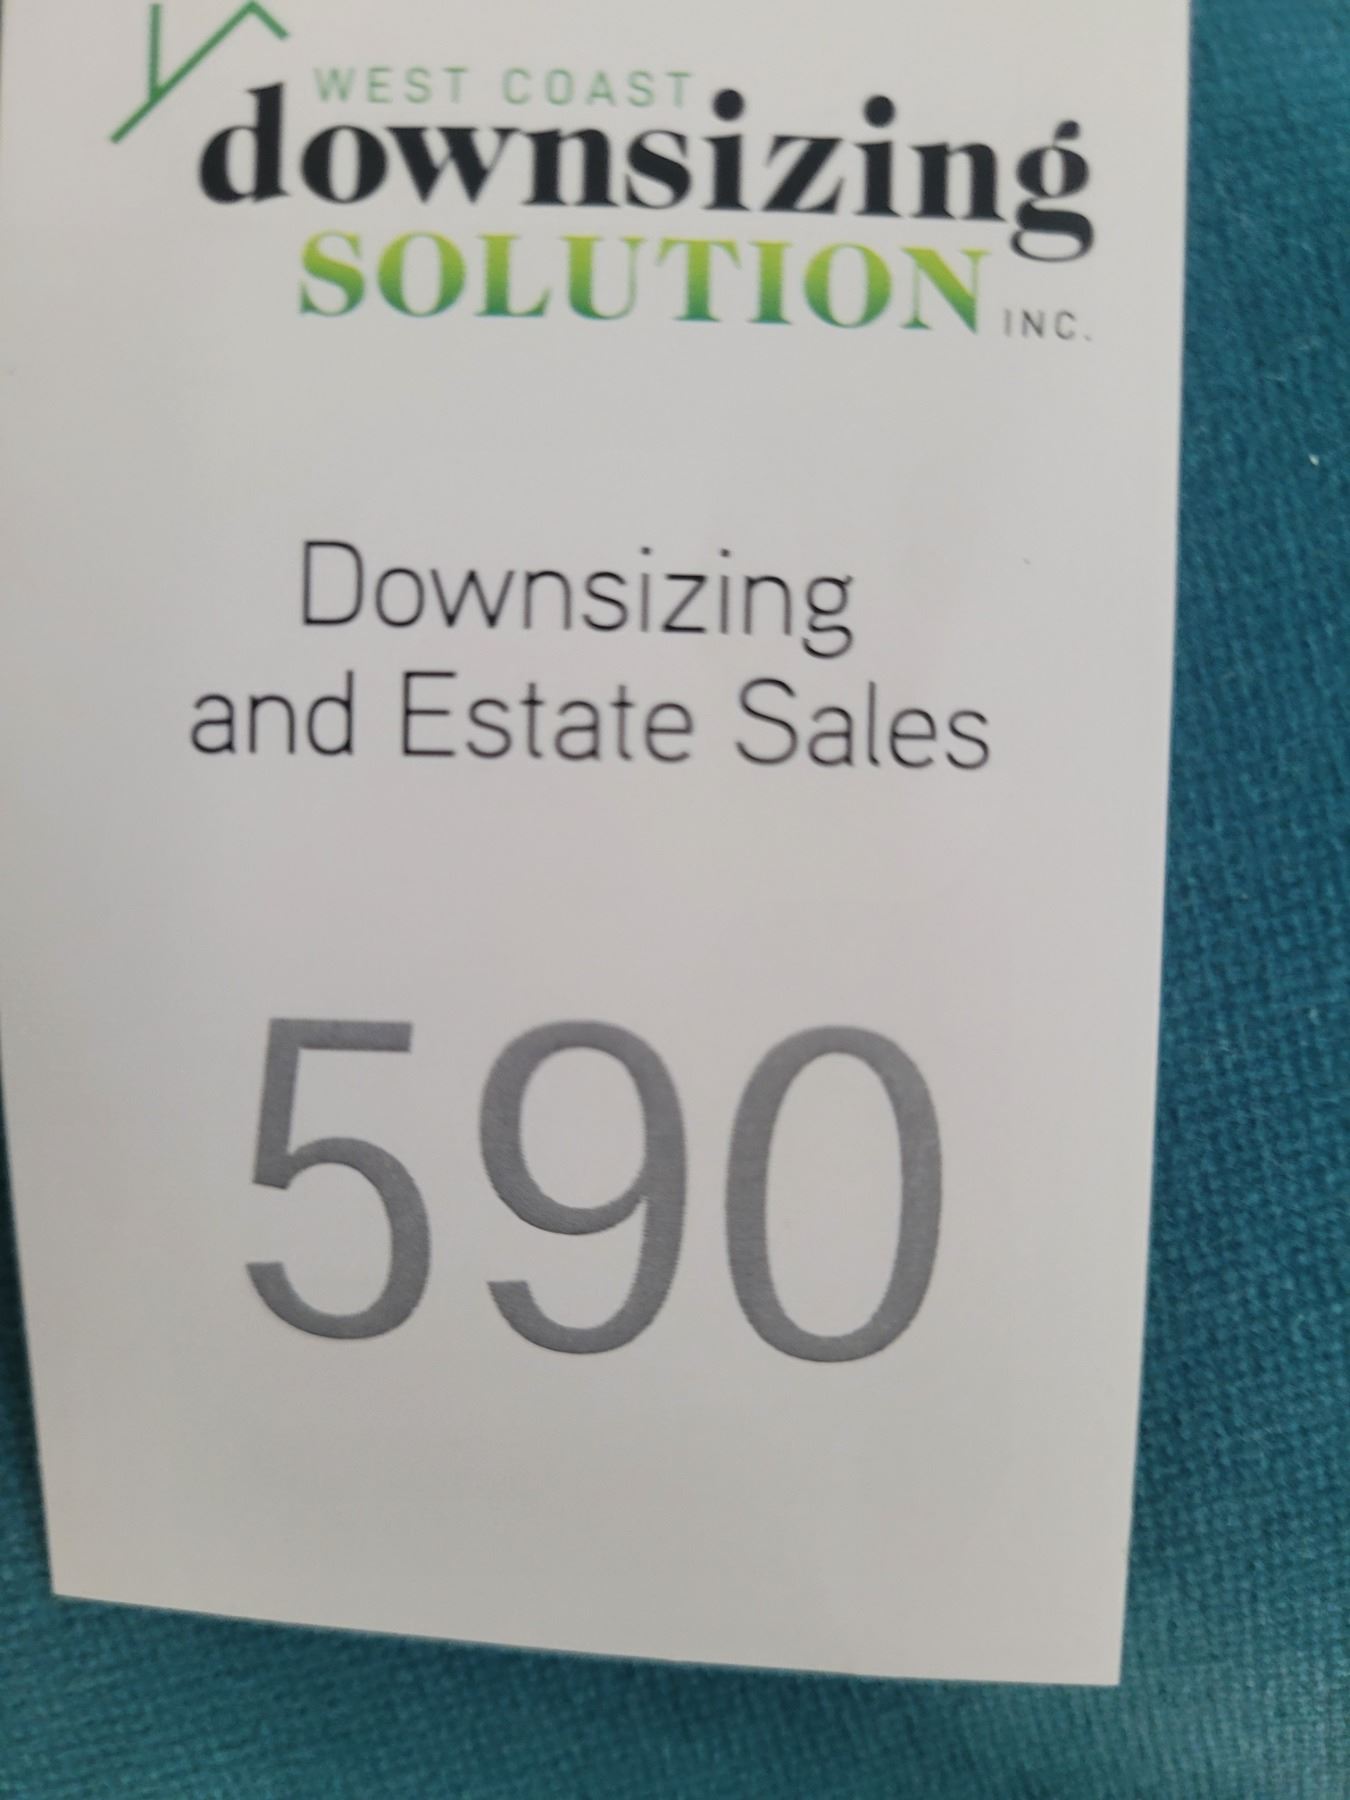 WEST COAST
downsizing
SOLUTION INC.
Downsizing
and Estate Sales
590